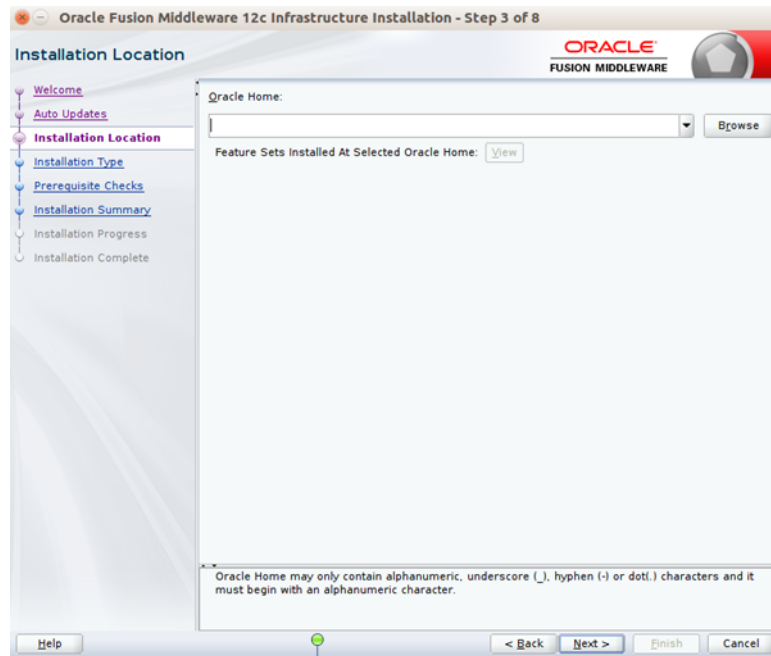 Oracle Fusion Middleware 12c Infrastructure Installation - Step 3 of 8
Installation Location
ORACLE
FUSION MIDDLEWARE
Welcome
Auto Updates
Installation Location
Installation Type
Prerequisite Checks
Installation Summary
Installation Progress
Installation Complete
Oracle Home:
Browse
Feature Sets Installed At Selected Oracle Home: View
Oracle Home may only contain alphanumeric, underscore (_), hyphen (-) or dot(.) characters and it
must begin with an alphanumeric character.
Help
< Back Next > Finish Cancel